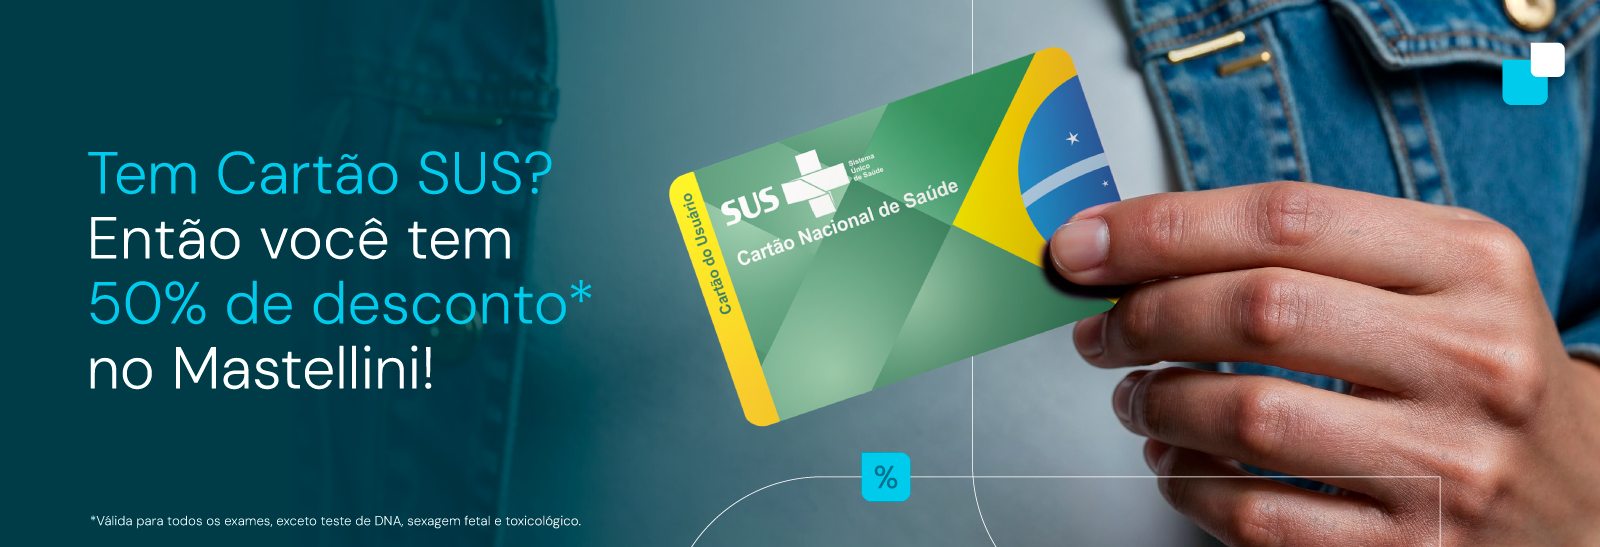 Tem Cartão SUS?
Então você tem
50% de desconto*
no Mastellini!
*Válida para todos os exames, exceto teste de DNA, sexagem fetal e toxicológico.
Cartão do Usuário
SUS
Sistema
Único
de Saúde
Cartão Nacional de Saúde
%